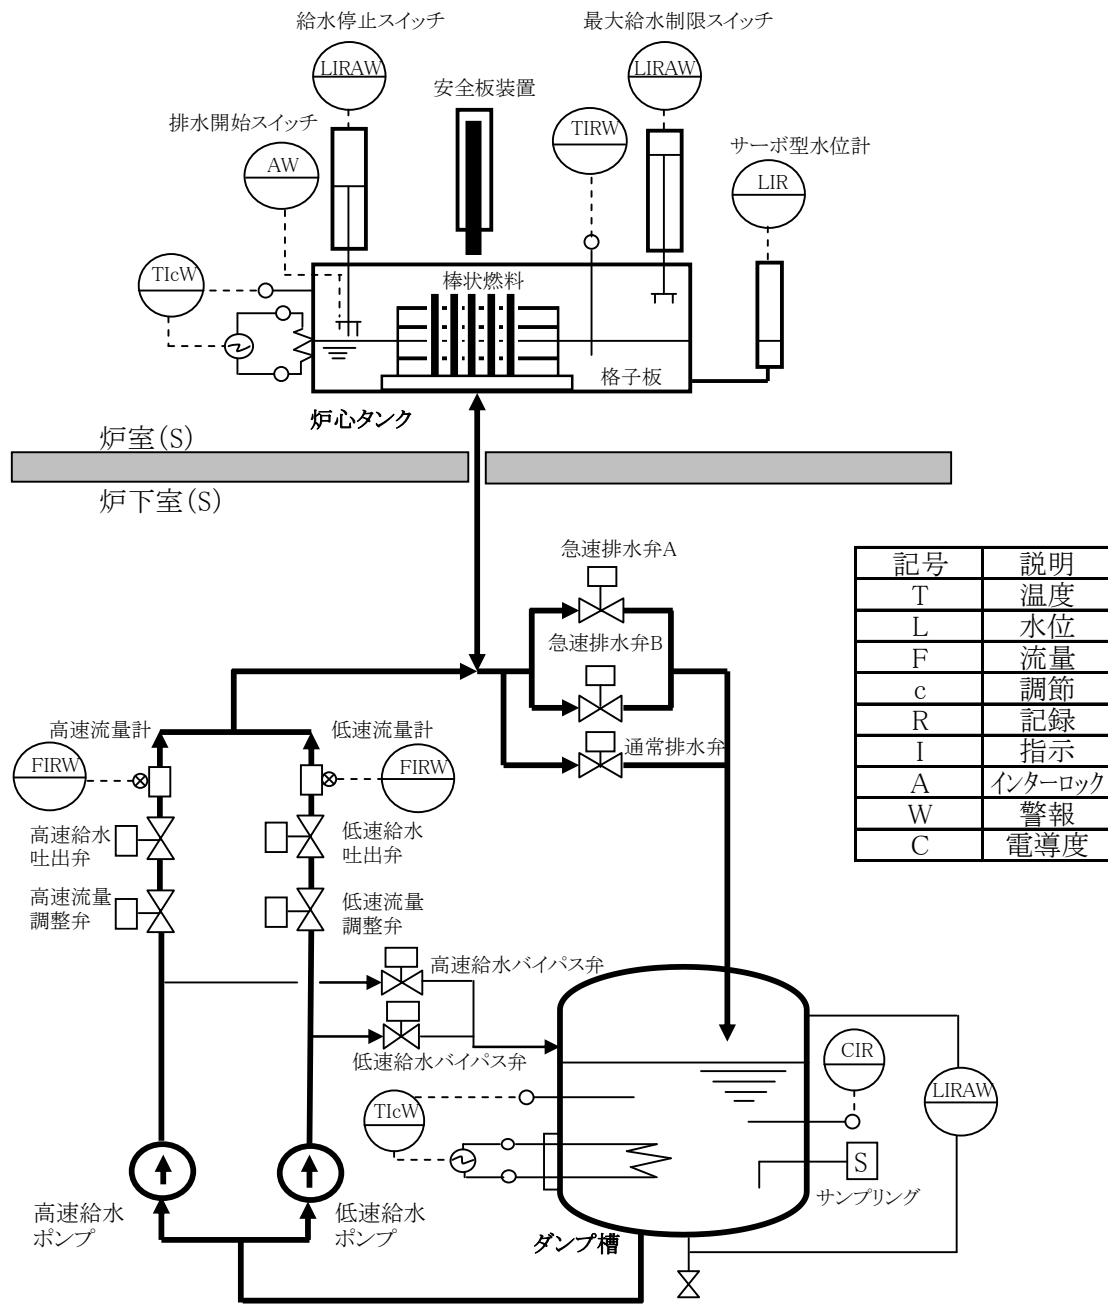 給水停止スイッチ
最大給水制限スイッチ
LIRAW
LIRAW
安全板装置
排水開始スイッチ
TIRW
サーボ型水位計
AW
LIR
TIcW
棒状燃料
格子板
炉心タンク
炉室(S)
炉下室(S)
急速排水弁A
急速排水弁B
通常排水弁
記号 説明
T 温度
L 水位
F 流量
c 調節
R 記録
I 指示
A インターロック
W 警報
C 電導度
高速流量計
低速流量計
FIRW
FIRW
高速給水
吐出弁
低速給水
吐出弁
高速流量
調整弁
低速流量
調整弁
高速給水バイパス弁
低速給水バイパス弁
CIR
LIRAW
TIcW
S
サンプリング
高速給水
ポンプ
低速給水
ポンプ
ダンプ槽